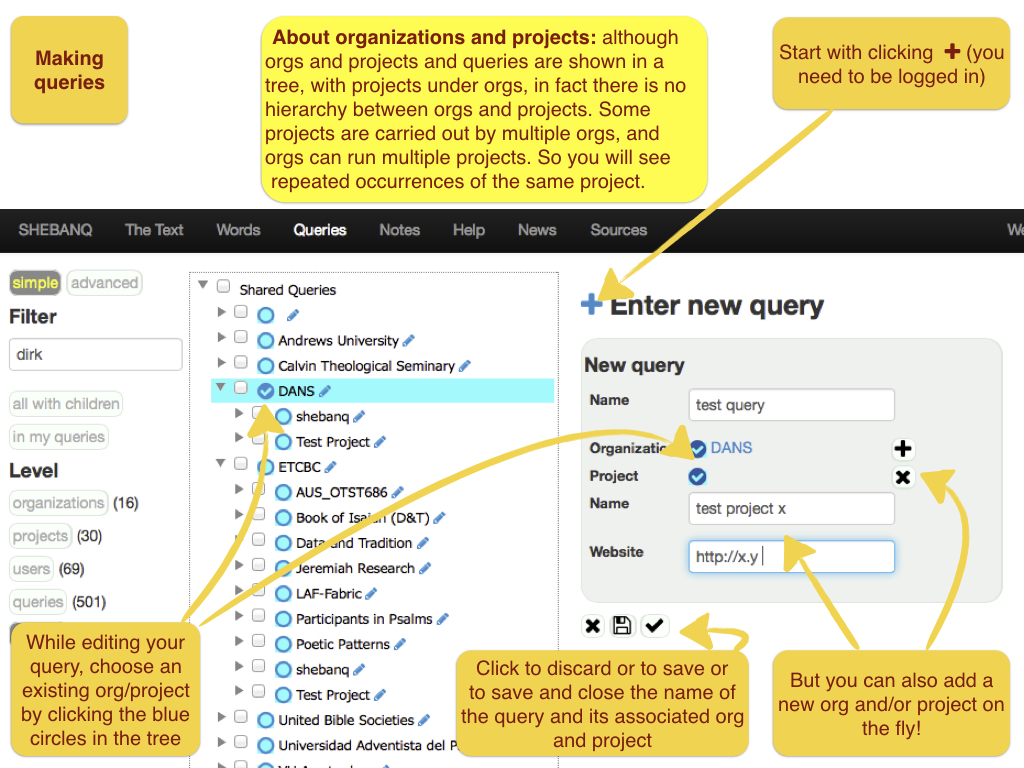 Making
queries
About organizations and projects: although
orgs and projects and queries are shown in a
tree, with projects under orgs, in fact there is no
hierarchy between orgs and projects. Some
projects are carried out by multiple orgs, and
orgs can run multiple projects. So you will see
repeated occurrences of the same project.
Start with clicking + (you
need to be logged in)
SHEBANQ The Text Words Queries Notes Help News Sources
simple advanced
Filter
dirk
all with children
in my queries
Level
organizations (16)
projects (30)
users (69)
queries (501)
Shared Queries
Andrews University
Calvin Theological Seminary
DANS
shebanq
Test Project
ETCBC
AUS_OTST686
Book of Isaiah (D&T)
Data and Tradition
Jeremiah Research
LAF-Fabric
Participants in Psalms
Poetic Patterns
shebanq
Test Project
United Bible Societies
Universidad Adventista del
+ Enter new query
New query
Name test query
DANS
Project
Name test project x
Website http://x.y
While editing your
query, choose an
existing org/project
by clicking the blue
circles in the tree
Click to discard or to save or
to save and close the name of
the query and its associated org
and project
But you can also add a
new org and/or project on
the fly!